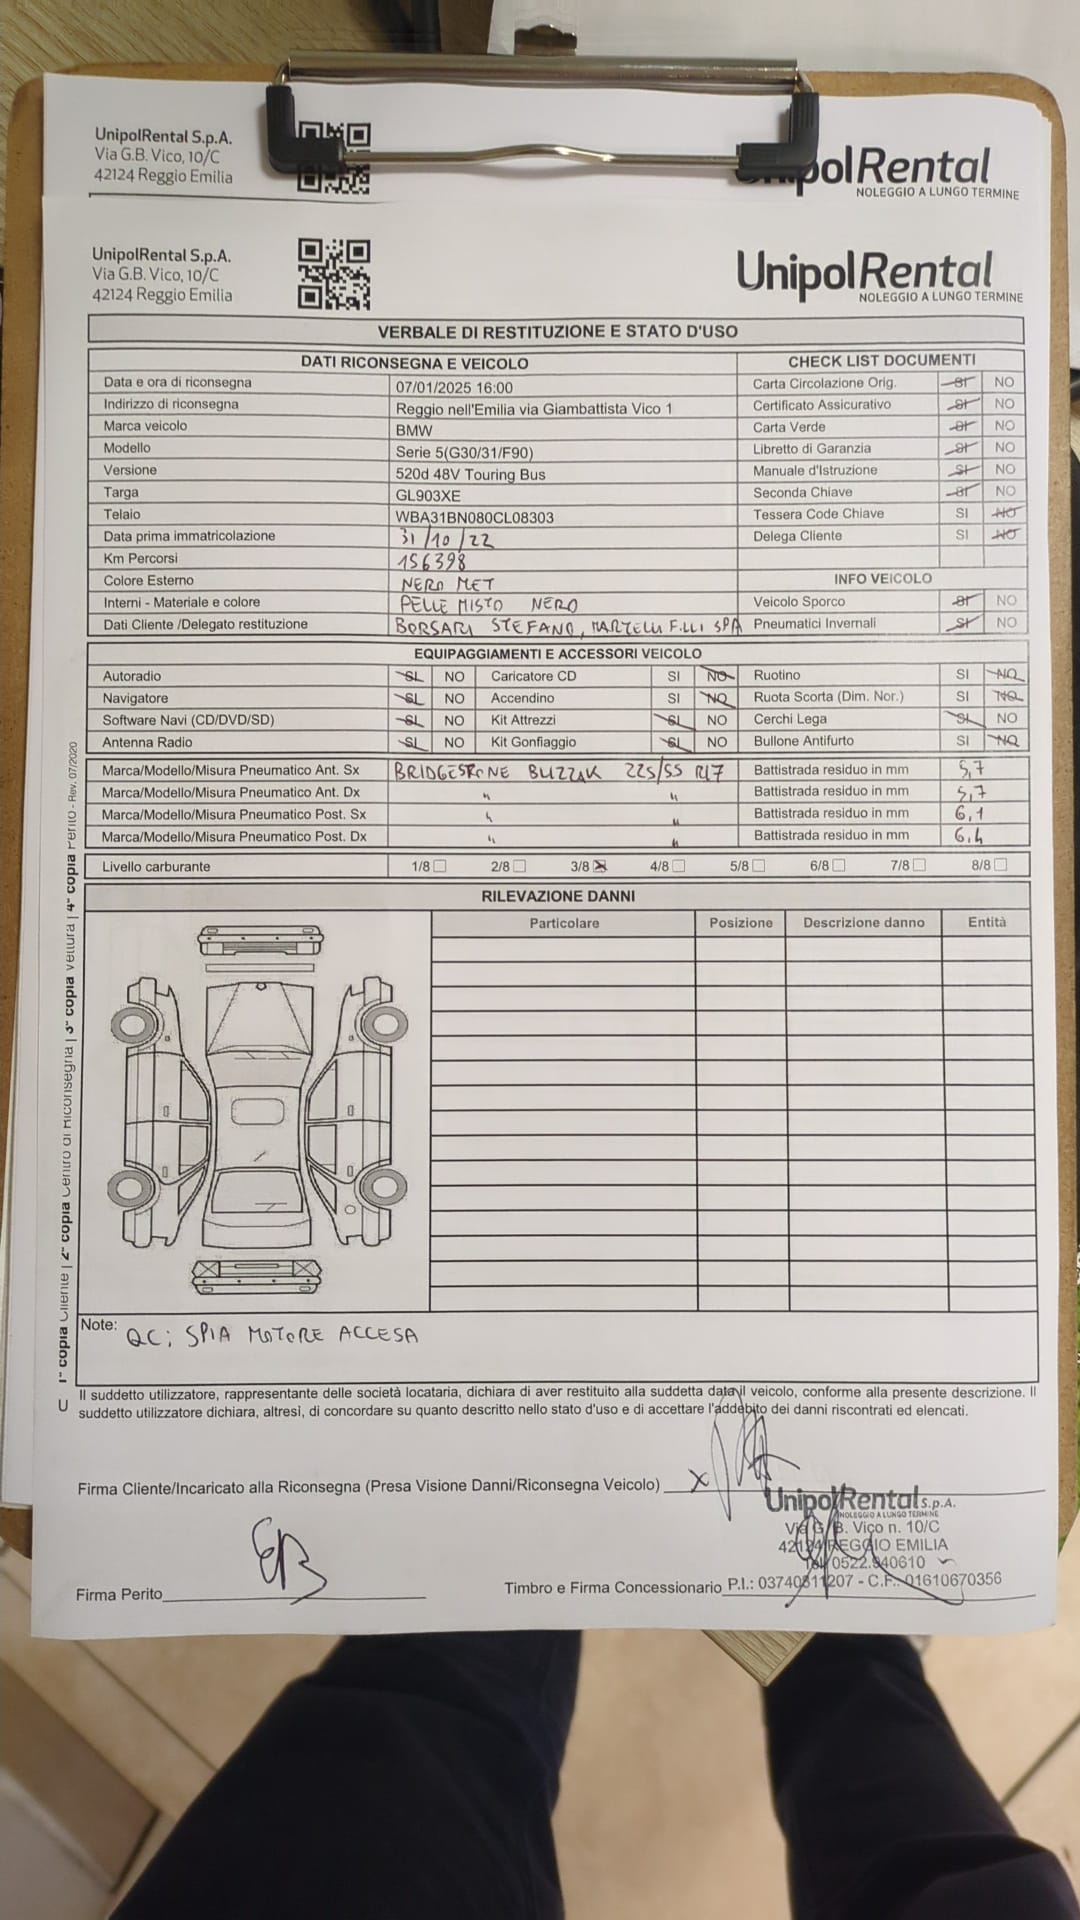 UnipolRental S.p.A.
Via G.B. Vico, 10/C
42124 Reggio Emilia
UnipolRental
NOLEGGIO A LUNGO TERMINE
UnipolRental S.p.A.
Via G.B. Vico, 10/C
42124 Reggio Emilia
UnipolRental
NOLEGGIO A LUNGO TERMINE
VERBALE DI RESTITUZIONE E STATO D'USO
DATI RICONSEGNA E VEICOLO CHECK LIST DOCUMENTI
Data e ora di riconsegna 07/01/2025 16:00 Carta Circolazione Orig. SI NO
Indirizzo di riconsegna Reggio nell'Emilia via Giambattista Vico 1 Certificato Assicurativo SI NO
Marca veicolo BMW Carta Verde SI NO
Modello Serie 5(G30/31/F90) Libretto di Garanzia SI NO
Versione 520d 48V Touring Bus Manuale d'Istruzione SI NO
Targa GL903XE Seconda Chiave SI NO
Telaio WBA31BN080CL08303 Tessera Code Chiave SI NO
Data prima immatricolazione 31/10/22 Delega Cliente SI NO
Km Percorsi 156398
Colore Esterno NERO MET INFO VEICOLO
Interni - Materiale e colore PELLE MISTO NERO Veicolo Sporco SI NO
Dati Cliente /Delegato restituzione BORSARI STEFANO, MARTELLI F.LLI SPA Pneumatici Invernali SI NO
EQUIPAGGIAMENTI E ACCESSORI VEICOLO
Autoradio SI NO Caricatore CD SI NO Ruotino SI NO
Navigatore SI NO Accendino SI NO Ruota Scorta (Dim. Nor.) SI NO
Software Navi (CD/DVD/SD) SI NO Kit Attrezzi SI NO Cerchi Lega SI NO
Antenna Radio SI NO Kit Gonfiaggio SI NO Bullone Antifurto SI NO
Marca/Modello/Misura Pneumatico Ant. Sx BRIDGESTONE BLIZZAK 225/55 R17 Battistrada residuo in mm 5,7
Marca/Modello/Misura Pneumatico Ant. Dx " " Battistrada residuo in mm 5,7
Marca/Modello/Misura Pneumatico Post. Sx " " Battistrada residuo in mm 6,1
Marca/Modello/Misura Pneumatico Post. Dx " " Battistrada residuo in mm 6,4
Livello carburante 1/8 2/8 3/8 4/8 5/8 6/8 7/8 8/8
RILEVAZIONE DANNI
Particolare Posizione Descrizione danno Entità
Note: QC: SPIA MOTORE ACCESA
Il suddetto utilizzatore, rappresentante delle società locataria, dichiara di aver restituito alla suddetta data il veicolo, conforme alla presente descrizione. Il
suddetto utilizzatore dichiara, altresì, di concordare su quanto descritto nello stato d'uso e di accettare l'addebito dei danni riscontrati ed elencati.
Firma Cliente/Incaricato alla Riconsegna (Presa Visione Danni/Riconsegna Veicolo) X
UnipolRental S.p.A.
NOLEGGIO A LUNGO TERMINE
Via G. B. Vico n. 10/C
42124 REGGIO EMILIA
Tel 0522.940610
Firma Perito Timbro e Firma Concessionario P.I.: 03740811207 - C.F.: 01610670356
1ª copia Cliente | 2ª copia Centro di Riconsegna | 3ª copia Vettura | 4ª copia Perito - Rev. 07/2020